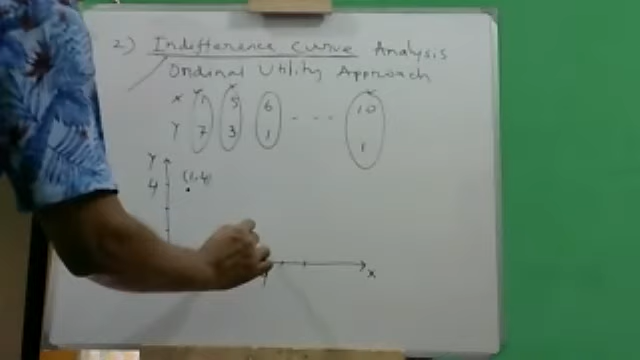 2) Indifference curve Analysis
Ordinal Utility Approach
X 1 5 6 - - - 10
Y 7 3 1 1
Y
4 (1,4)
X